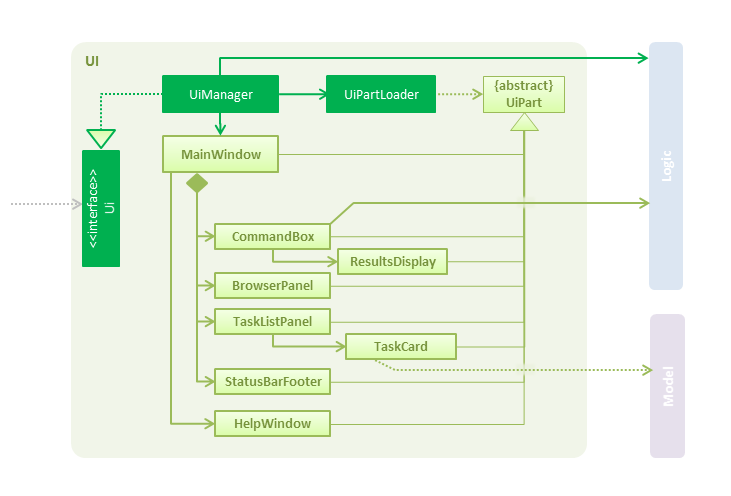 UI
UiManager
UiPartLoader
{abstract}
UiPart
MainWindow
<<interface>>
Ui
Logic
CommandBox
ResultsDisplay
BrowserPanel
TaskListPanel
TaskCard
StatusBarFooter
Model
HelpWindow